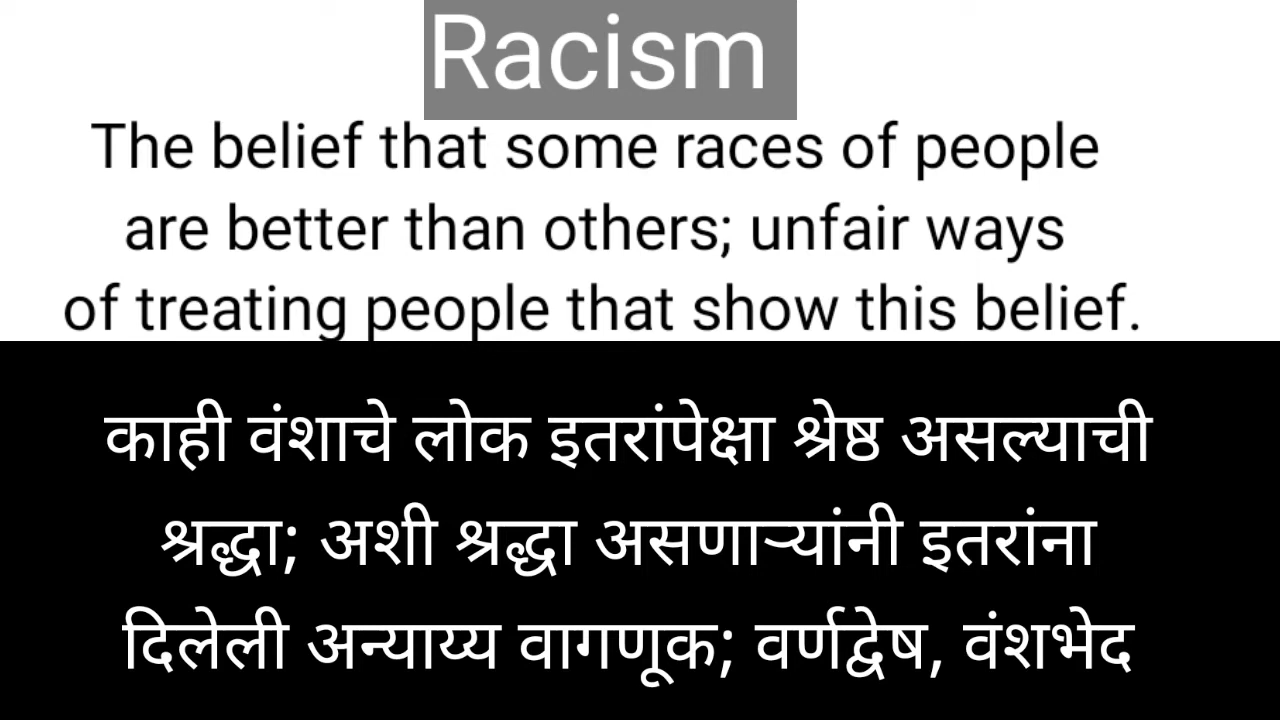 Racism
The belief that some races of people
are better than others; unfair ways
of treating people that show this belief.
काही वंशाचे लोक इतरांपेक्षा श्रेष्ठ असल्याची
श्रद्धा; अशी श्रद्धा असणाऱ्यांनी इतरांना
दिलेली अन्याय्य वागणूक; वर्णद्वेष, वंशभेद